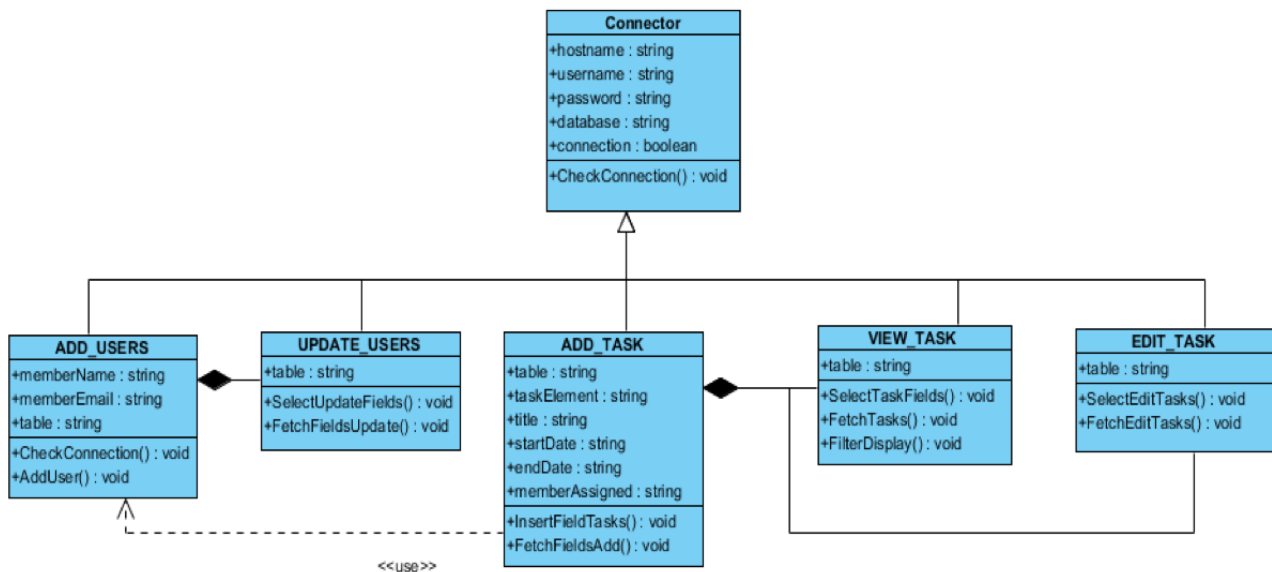 Connector
+hostname : string
+username : string
+password : string
+database : string
+connection : boolean
+CheckConnection() : void
ADD_USERS
+memberName : string
+memberEmail : string
+table : string
+CheckConnection() : void
+AddUser() : void
UPDATE_USERS
+table : string
+SelectUpdateFields() : void
+FetchFieldsUpdate() : void
ADD_TASK
+table : string
+taskElement : string
+title : string
+startDate : string
+endDate : string
+memberAssigned : string
+InsertFieldTasks() : void
+FetchFieldsAdd() : void
VIEW_TASK
+table : string
+SelectTaskFields() : void
+FetchTasks() : void
+FilterDisplay() : void
EDIT_TASK
+table : string
+SelectEditTasks() : void
+FetchEditTasks() : void
<<use>>